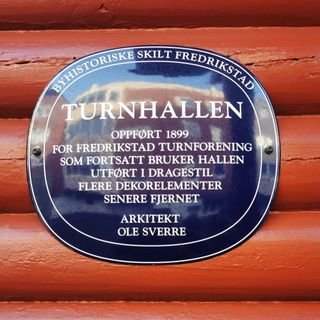 BYHISTORISKE SKILT FREDRIKSTAD
TURNHALLEN
OPPFØRT 1899
FOR FREDRIKSTAD TURNFORENING
SOM FORTSATT BRUKER HALLEN
UTFØRT I DRAGESTIL
FLERE DEKORELEMENTER
SENERE FJERNET
ARKITEKT
OLE SVERRE